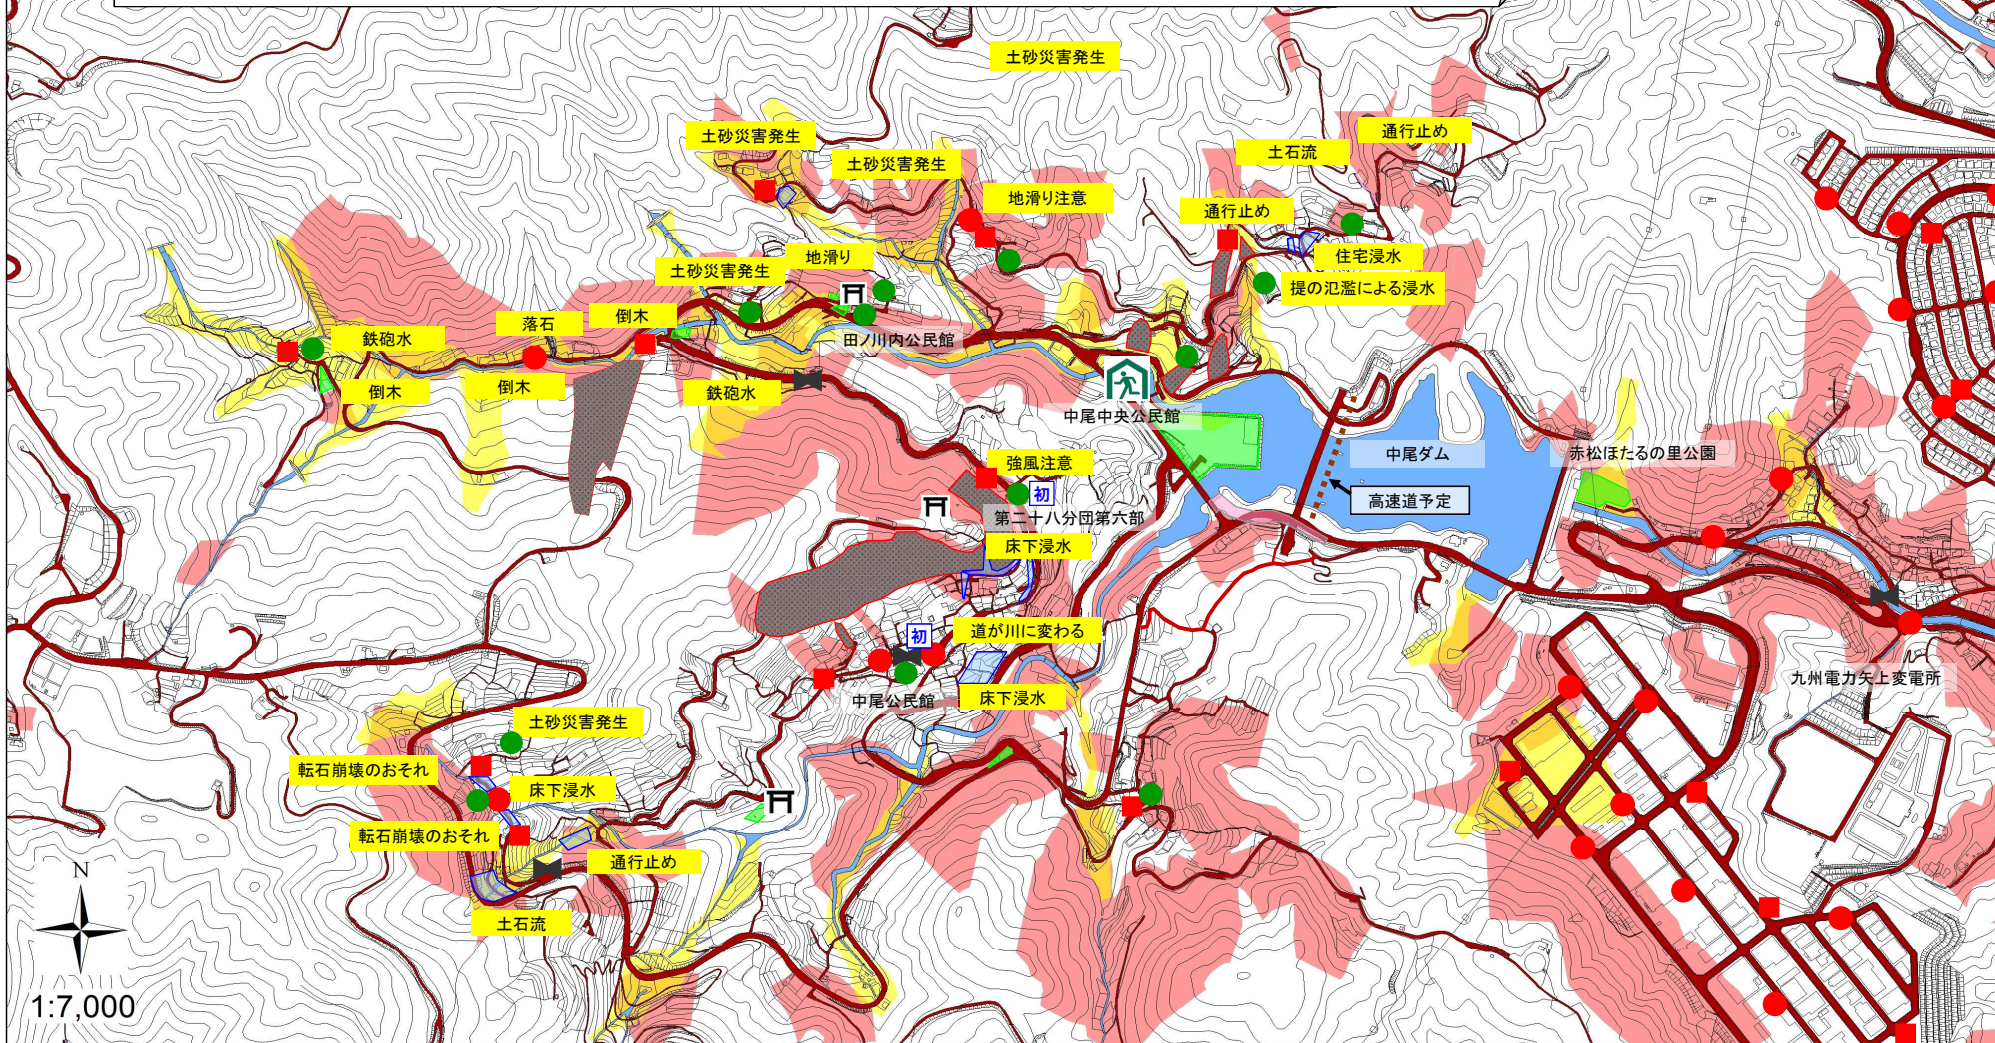 土砂災害発生
土砂災害発生
通行止め
土石流
土砂災害発生
地滑り注意
通行止め
住宅浸水
地滑り
土砂災害発生
提の氾濫による浸水
落石
倒木
鉄砲水
田ノ川内公民館
倒木
倒木
鉄砲水
中尾中央公民館
中尾ダム
赤松ほたるの里公園
強風注意
初
高速道予定
第二十八分団第六部
床下浸水
初
道が川に変わる
九州電力矢上変電所
中尾公民館
床下浸水
土砂災害発生
転石崩壊のおそれ
床下浸水
転石崩壊のおそれ
通行止め
土石流
N
1:7,000